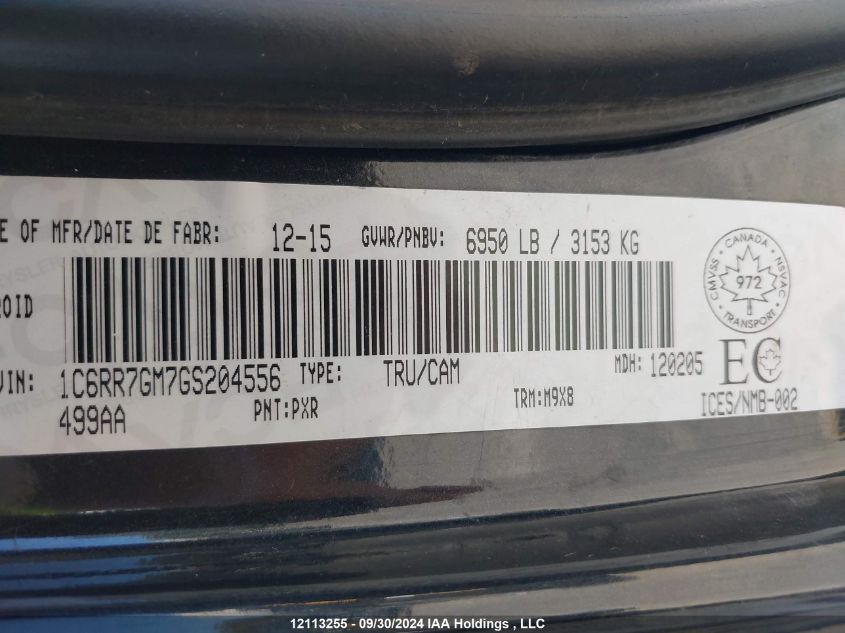 E OF MFR/DATE DE FABR: 12-15 GVWR/PNBV: 6950 LB / 3153 KG
CANADA
CMVSS NSVAC
972
TRANSPORT
ROID
VIN: 1C6RR7GM7GS204556 TYPE: TRU/CAM MDH: 120205 EC
499AA PNT:PXR TRM:M9X8 ICES/NMB-002
12113255 - 09/30/2024 IAA Holdings , LLC